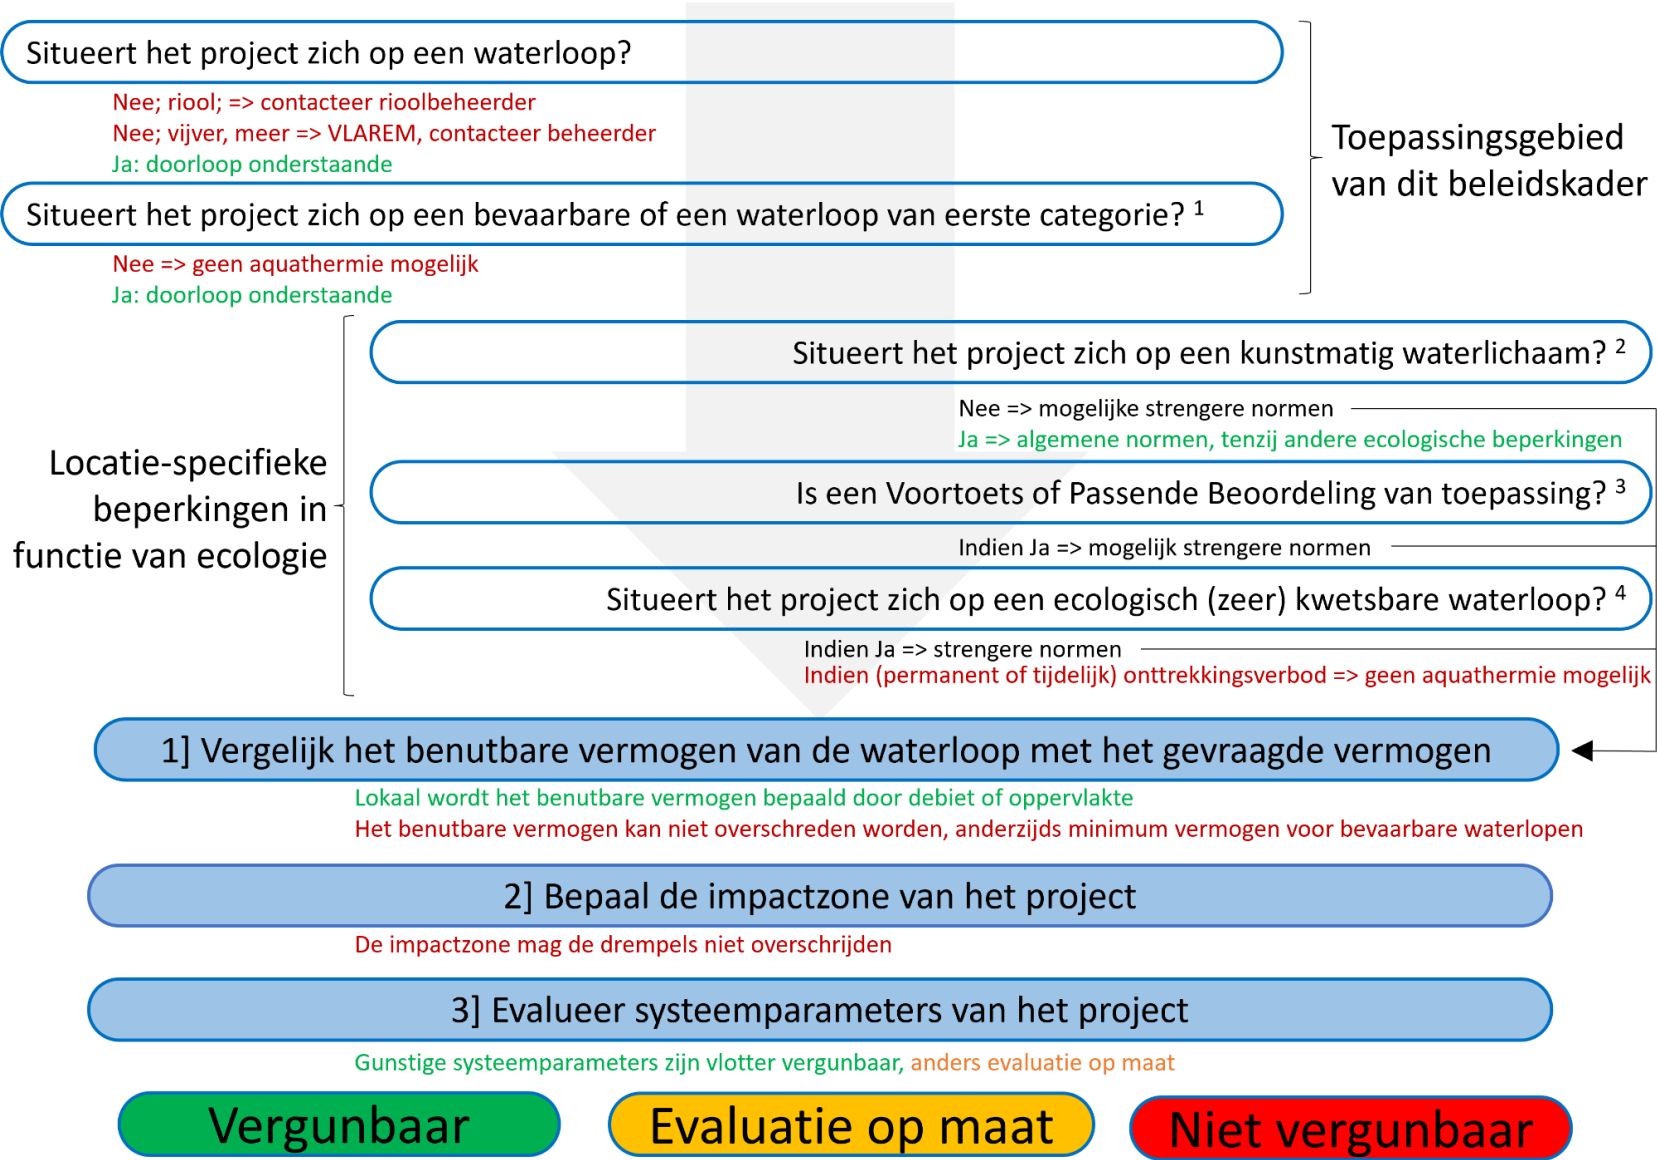 Situeert het project zich op een waterloop?
Nee; riool; => contacteer rioolbeheerder
Nee; vijver, meer => VLAREM, contacteer beheerder
Ja: doorloop onderstaande
Situeert het project zich op een bevaarbare of een waterloop van eerste categorie? 1
Nee => geen aquathermie mogelijk
Ja: doorloop onderstaande
Toepassingsgebied
van dit beleidskader
Situeert het project zich op een kunstmatig waterlichaam? 2
Nee => mogelijke strengere normen
Ja => algemene normen, tenzij andere ecologische beperkingen
Is een Voortoets of Passende Beoordeling van toepassing? 3
Indien Ja => mogelijk strengere normen
Situeert het project zich op een ecologisch (zeer) kwetsbare waterloop? 4
Indien Ja => strengere normen
Indien (permanent of tijdelijk) onttrekkingsverbod => geen aquathermie mogelijk
Locatie-specifieke
beperkingen in
functie van ecologie
1] Vergelijk het benutbare vermogen van de waterloop met het gevraagde vermogen
Lokaal wordt het benutbare vermogen bepaald door debiet of oppervlakte
Het benutbare vermogen kan niet overschreden worden, anderzijds minimum vermogen voor bevaarbare waterlopen
2] Bepaal de impactzone van het project
De impactzone mag de drempels niet overschrijden
3] Evalueer systeemparameters van het project
Gunstige systeemparameters zijn vlotter vergunbaar, anders evaluatie op maat
Vergunbaar
Evaluatie op maat
Niet vergunbaar